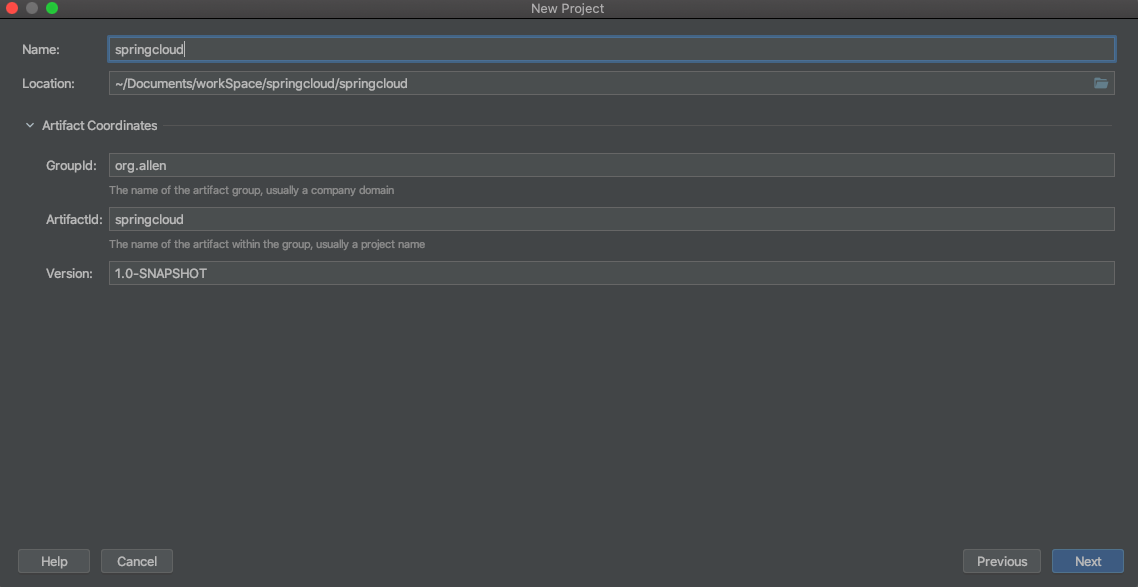 New Project
Name: springcloud
Location: ~/Documents/workSpace/springcloud/springcloud
Artifact Coordinates
GroupId: org.allen
The name of the artifact group, usually a company domain
ArtifactId: springcloud
The name of the artifact within the group, usually a project name
Version: 1.0-SNAPSHOT
Help Cancel Previous Next